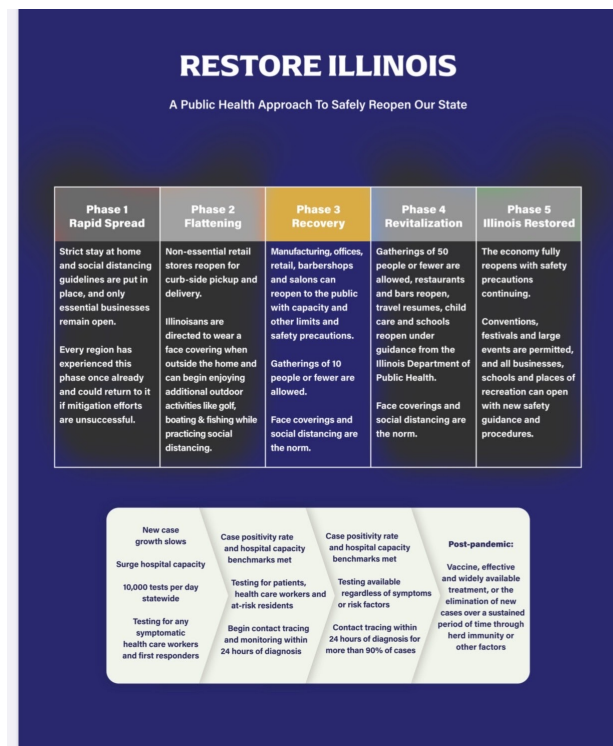 RESTORE ILLINOIS
A Public Health Approach To Safely Reopen Our State
Phase 1
Rapid Spread
Strict stay at home
and social distancing
guidelines are put in
place, and only
essential businesses
remain open.
Every region has
experienced this
phase once already
and could return to it
if mitigation efforts
are unsuccessful.
Phase 2
Flattening
Non-essential retail
stores reopen for
curb-side pickup and
delivery.
Illinoisans are
directed to wear a
face covering when
outside the home and
can begin enjoying
additional outdoor
activities like golf,
boating & fishing while
practicing social
distancing.
Phase 3
Recovery
Manufacturing, offices,
retail, barbershops
and salons can
reopen to the public
with capacity and
other limits and
safety precautions.
Gatherings of 10
people or fewer are
allowed.
Face coverings and
social distancing are
the norm.
Phase 4
Revitalization
Gatherings of 50
people or fewer are
allowed, restaurants
and bars reopen,
travel resumes, child
care and schools
reopen under
guidance from the
Illinois Department of
Public Health.
Face coverings and
social distancing are
the norm.
Phase 5
Illinois Restored
The economy fully
reopens with safety
precautions
continuing.
Conventions,
festivals and large
events are permitted,
and all businesses,
schools and places of
recreation can open
with new safety
guidance and
procedures.
New case
growth slows
Surge hospital capacity
10,000 tests per day
statewide
Testing for any
symptomatic
health care workers
and first responders
Case positivity rate
and hospital capacity
benchmarks met
Testing for patients,
health care workers and
at-risk residents
Begin contact tracing
and monitoring within
24 hours of diagnosis
Case positivity rate
and hospital capacity
benchmarks met
Testing available
regardless of symptoms
or risk factors
Contact tracing within
24 hours of diagnosis for
more than 90% of cases
Post-pandemic:
Vaccine, effective
and widely available
treatment, or the
elimination of new
cases over a sustained
period of time through
herd immunity or
other factors